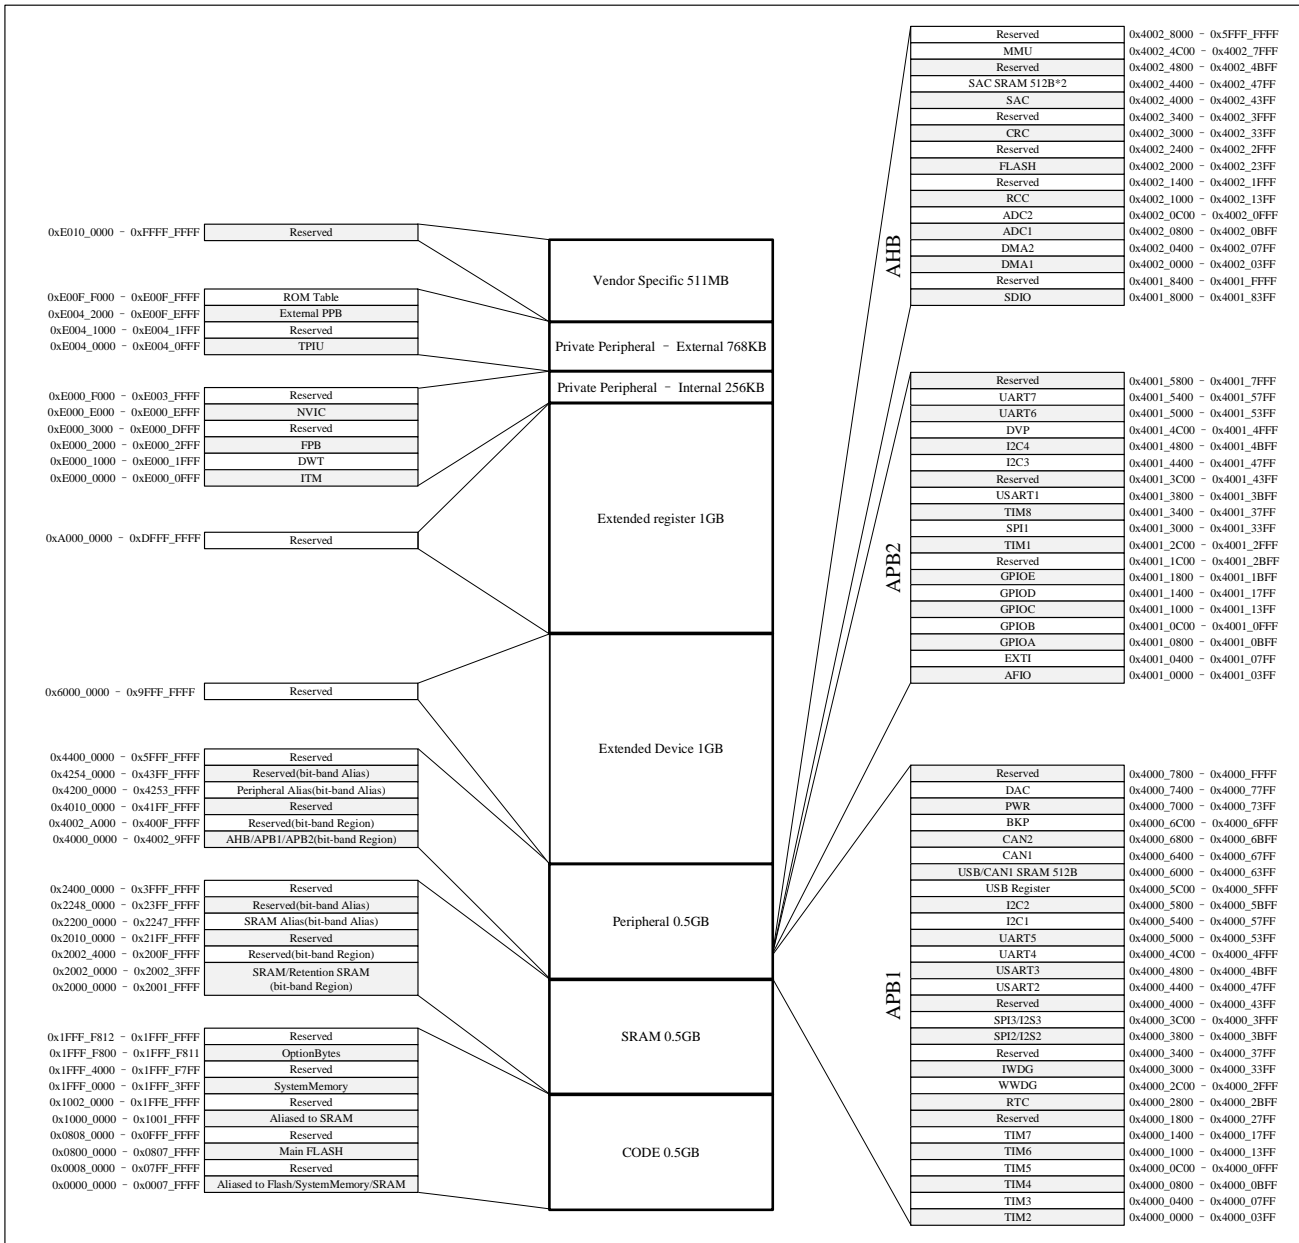 0xE010_0000 - 0xFFFF_FFFF Reserved
0xE00F_F000 - 0xE00F_FFFF ROM Table
0xE004_2000 - 0xE00F_EFFF External PPB
0xE004_1000 - 0xE004_1FFF Reserved
0xE004_0000 - 0xE004_0FFF TPIU
0xE000_F000 - 0xE003_FFFF Reserved
0xE000_E000 - 0xE000_EFFF NVIC
0xE000_3000 - 0xE000_DFFF Reserved
0xE000_2000 - 0xE000_2FFF FPB
0xE000_1000 - 0xE000_1FFF DWT
0xE000_0000 - 0xE000_0FFF ITM
0xA000_0000 - 0xDFFF_FFFF Reserved
0x6000_0000 - 0x9FFF_FFFF Reserved
0x4400_0000 - 0x5FFF_FFFF Reserved
0x4254_0000 - 0x43FF_FFFF Reserved(bit-band Alias)
0x4200_0000 - 0x4253_FFFF Peripheral Alias(bit-band Alias)
0x4010_0000 - 0x41FF_FFFF Reserved
0x4002_A000 - 0x400F_FFFF Reserved(bit-band Region)
0x4000_0000 - 0x4002_9FFF AHB/APB1/APB2(bit-band Region)
0x2400_0000 - 0x3FFF_FFFF Reserved
0x2248_0000 - 0x23FF_FFFF Reserved(bit-band Alias)
0x2200_0000 - 0x2247_FFFF SRAM Alias(bit-band Alias)
0x2010_0000 - 0x21FF_FFFF Reserved
0x2002_4000 - 0x200F_FFFF Reserved(bit-band Region)
0x2002_0000 - 0x2002_3FFF SRAM/Retention SRAM
0x2000_0000 - 0x2001_FFFF (bit-band Region)
0x1FFF_F812 - 0x1FFF_FFFF Reserved
0x1FFF_F800 - 0x1FFF_F811 OptionBytes
0x1FFF_4000 - 0x1FFF_F7FF Reserved
0x1FFF_0000 - 0x1FFF_3FFF SystemMemory
0x1002_0000 - 0x1FFE_FFFF Reserved
0x1000_0000 - 0x1001_FFFF Aliased to SRAM
0x0808_0000 - 0x0FFF_FFFF Reserved
0x0800_0000 - 0x0807_FFFF Main FLASH
0x0008_0000 - 0x07FF_FFFF Reserved
0x0000_0000 - 0x0007_FFFF Aliased to Flash/SystemMemory/SRAM
Vendor Specific 511MB
Private Peripheral - External 768KB
Private Peripheral - Internal 256KB
Extended register 1GB
Extended Device 1GB
Peripheral 0.5GB
SRAM 0.5GB
CODE 0.5GB
AHB
Reserved 0x4002_8000 - 0x5FFF_FFFF
MMU 0x4002_4C00 - 0x4002_7FFF
Reserved 0x4002_4800 - 0x4002_4BFF
SAC SRAM 512B*2 0x4002_4400 - 0x4002_47FF
SAC 0x4002_4000 - 0x4002_43FF
Reserved 0x4002_3400 - 0x4002_3FFF
CRC 0x4002_3000 - 0x4002_33FF
Reserved 0x4002_2400 - 0x4002_2FFF
FLASH 0x4002_2000 - 0x4002_23FF
Reserved 0x4002_1400 - 0x4002_1FFF
RCC 0x4002_1000 - 0x4002_13FF
ADC2 0x4002_0C00 - 0x4002_0FFF
ADC1 0x4002_0800 - 0x4002_0BFF
DMA2 0x4002_0400 - 0x4002_07FF
DMA1 0x4002_0000 - 0x4002_03FF
Reserved 0x4001_8400 - 0x4001_FFFF
SDIO 0x4001_8000 - 0x4001_83FF
APB2
Reserved 0x4001_5800 - 0x4001_7FFF
UART7 0x4001_5400 - 0x4001_57FF
UART6 0x4001_5000 - 0x4001_53FF
DVP 0x4001_4C00 - 0x4001_4FFF
I2C4 0x4001_4800 - 0x4001_4BFF
I2C3 0x4001_4400 - 0x4001_47FF
Reserved 0x4001_3C00 - 0x4001_43FF
USART1 0x4001_3800 - 0x4001_3BFF
TIM8 0x4001_3400 - 0x4001_37FF
SPI1 0x4001_3000 - 0x4001_33FF
TIM1 0x4001_2C00 - 0x4001_2FFF
Reserved 0x4001_1C00 - 0x4001_2BFF
GPIOE 0x4001_1800 - 0x4001_1BFF
GPIOD 0x4001_1400 - 0x4001_17FF
GPIOC 0x4001_1000 - 0x4001_13FF
GPIOB 0x4001_0C00 - 0x4001_0FFF
GPIOA 0x4001_0800 - 0x4001_0BFF
EXTI 0x4001_0400 - 0x4001_07FF
AFIO 0x4001_0000 - 0x4001_03FF
APB1
Reserved 0x4000_7800 - 0x4000_FFFF
DAC 0x4000_7400 - 0x4000_77FF
PWR 0x4000_7000 - 0x4000_73FF
BKP 0x4000_6C00 - 0x4000_6FFF
CAN2 0x4000_6800 - 0x4000_6BFF
CAN1 0x4000_6400 - 0x4000_67FF
USB/CAN1 SRAM 512B 0x4000_6000 - 0x4000_63FF
USB Register 0x4000_5C00 - 0x4000_5FFF
I2C2 0x4000_5800 - 0x4000_5BFF
I2C1 0x4000_5400 - 0x4000_57FF
UART5 0x4000_5000 - 0x4000_53FF
UART4 0x4000_4C00 - 0x4000_4FFF
USART3 0x4000_4800 - 0x4000_4BFF
USART2 0x4000_4400 - 0x4000_47FF
Reserved 0x4000_4000 - 0x4000_43FF
SPI3/I2S3 0x4000_3C00 - 0x4000_3FFF
SPI2/I2S2 0x4000_3800 - 0x4000_3BFF
Reserved 0x4000_3400 - 0x4000_37FF
IWDG 0x4000_3000 - 0x4000_33FF
WWDG 0x4000_2C00 - 0x4000_2FFF
RTC 0x4000_2800 - 0x4000_2BFF
Reserved 0x4000_1800 - 0x4000_27FF
TIM7 0x4000_1400 - 0x4000_17FF
TIM6 0x4000_1000 - 0x4000_13FF
TIM5 0x4000_0C00 - 0x4000_0FFF
TIM4 0x4000_0800 - 0x4000_0BFF
TIM3 0x4000_0400 - 0x4000_07FF
TIM2 0x4000_0000 - 0x4000_03FF